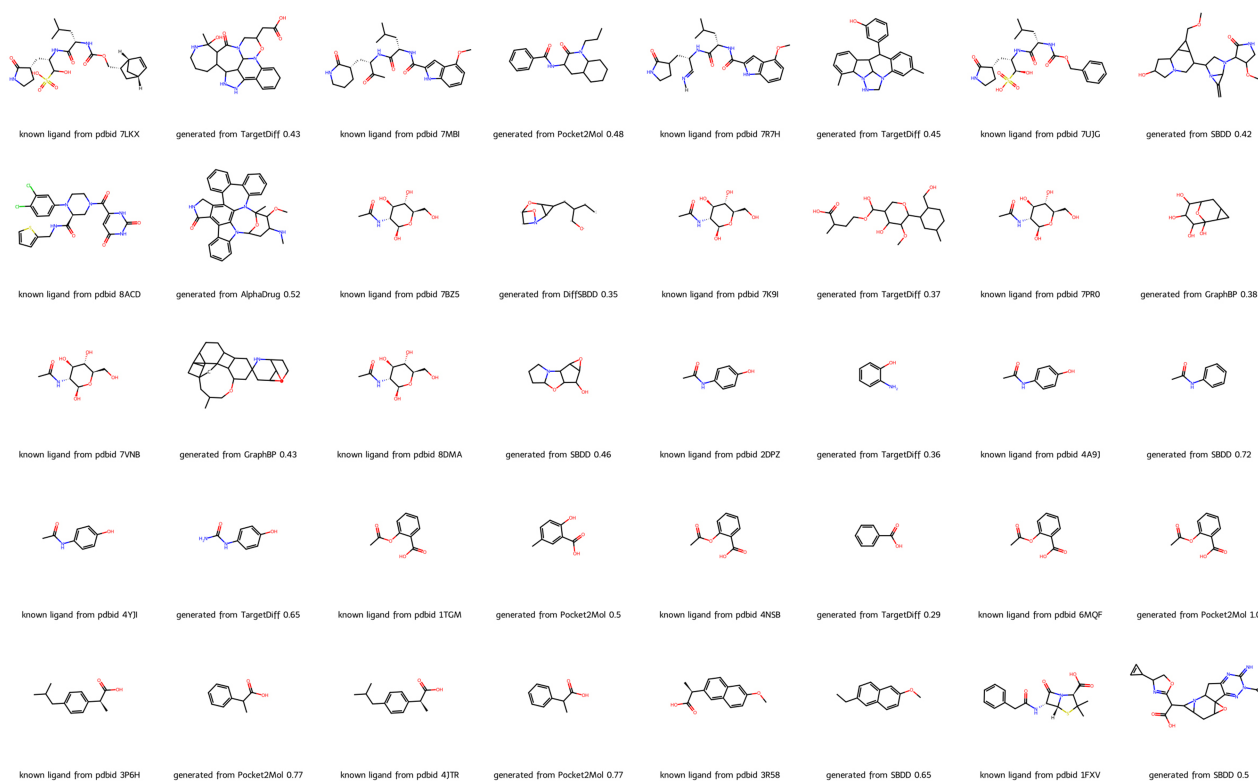 known ligand from pdbid 7LKX generated from TargetDiff 0.43 known ligand from pdbid 7MBI generated from Pocket2Mol 0.48 known ligand from pdbid 7R7H generated from TargetDiff 0.45 known ligand from pdbid 7UJG generated from SBDD 0.42
known ligand from pdbid 8ACD generated from AlphaDrug 0.52 known ligand from pdbid 7BZ5 generated from DiffSBDD 0.35 known ligand from pdbid 7K9I generated from TargetDiff 0.37 known ligand from pdbid 7PR0 generated from GraphBP 0.38
known ligand from pdbid 7VNB generated from GraphBP 0.43 known ligand from pdbid 8DMA generated from SBDD 0.46 known ligand from pdbid 2DPZ generated from TargetDiff 0.36 known ligand from pdbid 4A9J generated from SBDD 0.72
known ligand from pdbid 4YJI generated from TargetDiff 0.65 known ligand from pdbid 1TGM generated from Pocket2Mol 0.5 known ligand from pdbid 4NSB generated from TargetDiff 0.29 known ligand from pdbid 6MQF generated from Pocket2Mol 1.0
known ligand from pdbid 3P6H generated from Pocket2Mol 0.77 known ligand from pdbid 4JTR generated from Pocket2Mol 0.77 known ligand from pdbid 3R58 generated from SBDD 0.65 known ligand from pdbid 1FXV generated from SBDD 0.5